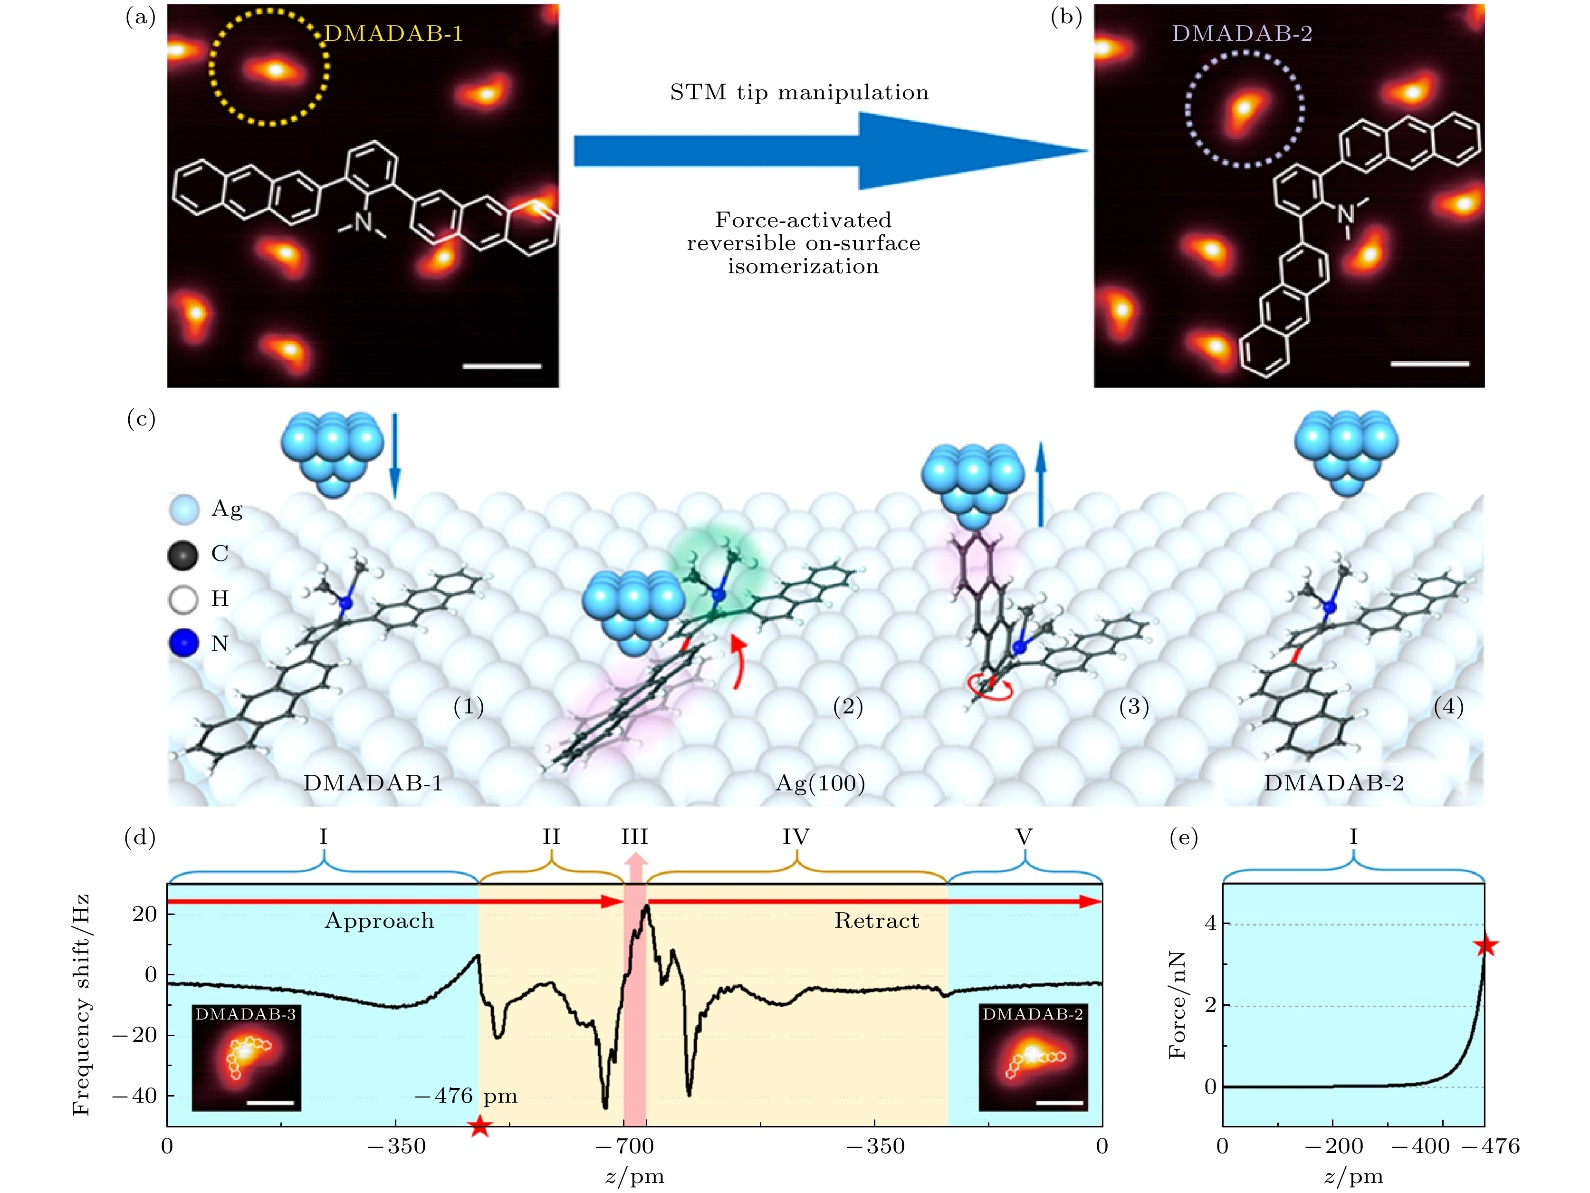 (a)
DMADAB-1
N
STM tip manipulation
Force-activated
reversible on-surface
isomerization
(b)
DMADAB-2
N
(c)
Ag
C
H
N
(1)
(2)
(3)
(4)
DMADAB-1
Ag(100)
DMADAB-2
(d)
I
II
III
IV
V
Frequency shift/Hz
20
0
−20
−40
Approach
Retract
DMADAB-3
DMADAB-2
−476 pm
0
−350
−700
−350
0
z/pm
(e)
I
Force/nN
4
2
0
0
−200
−400
−476
z/pm